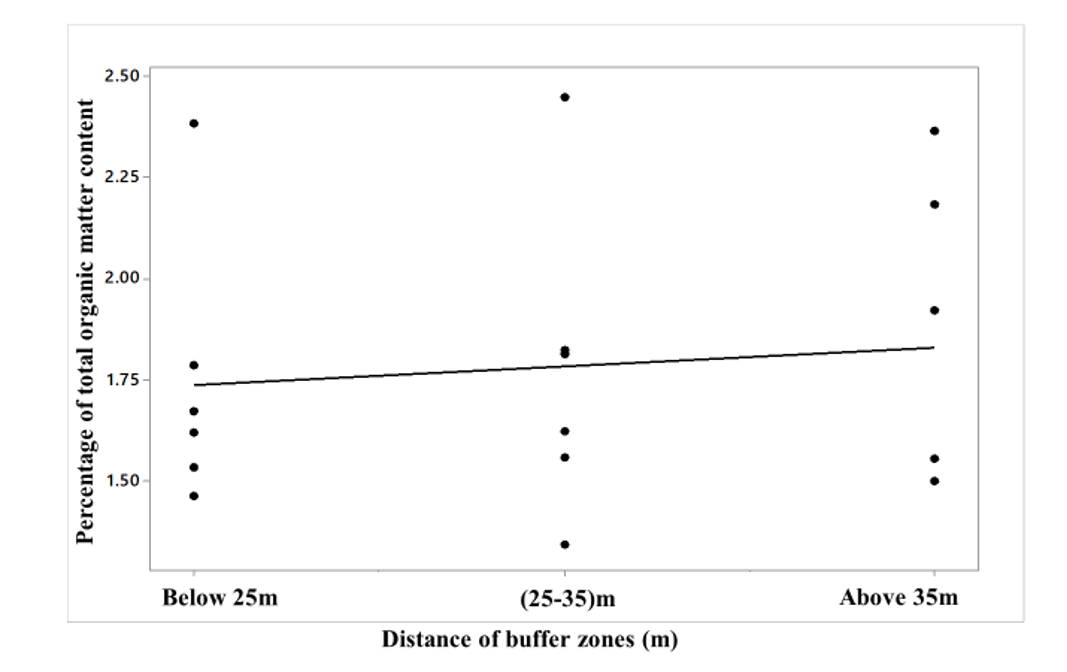 Percentage of total organic matter content
2.50
2.25
2.00
1.75
1.50
Below 25m
(25-35)m
Above 35m
Distance of buffer zones (m)